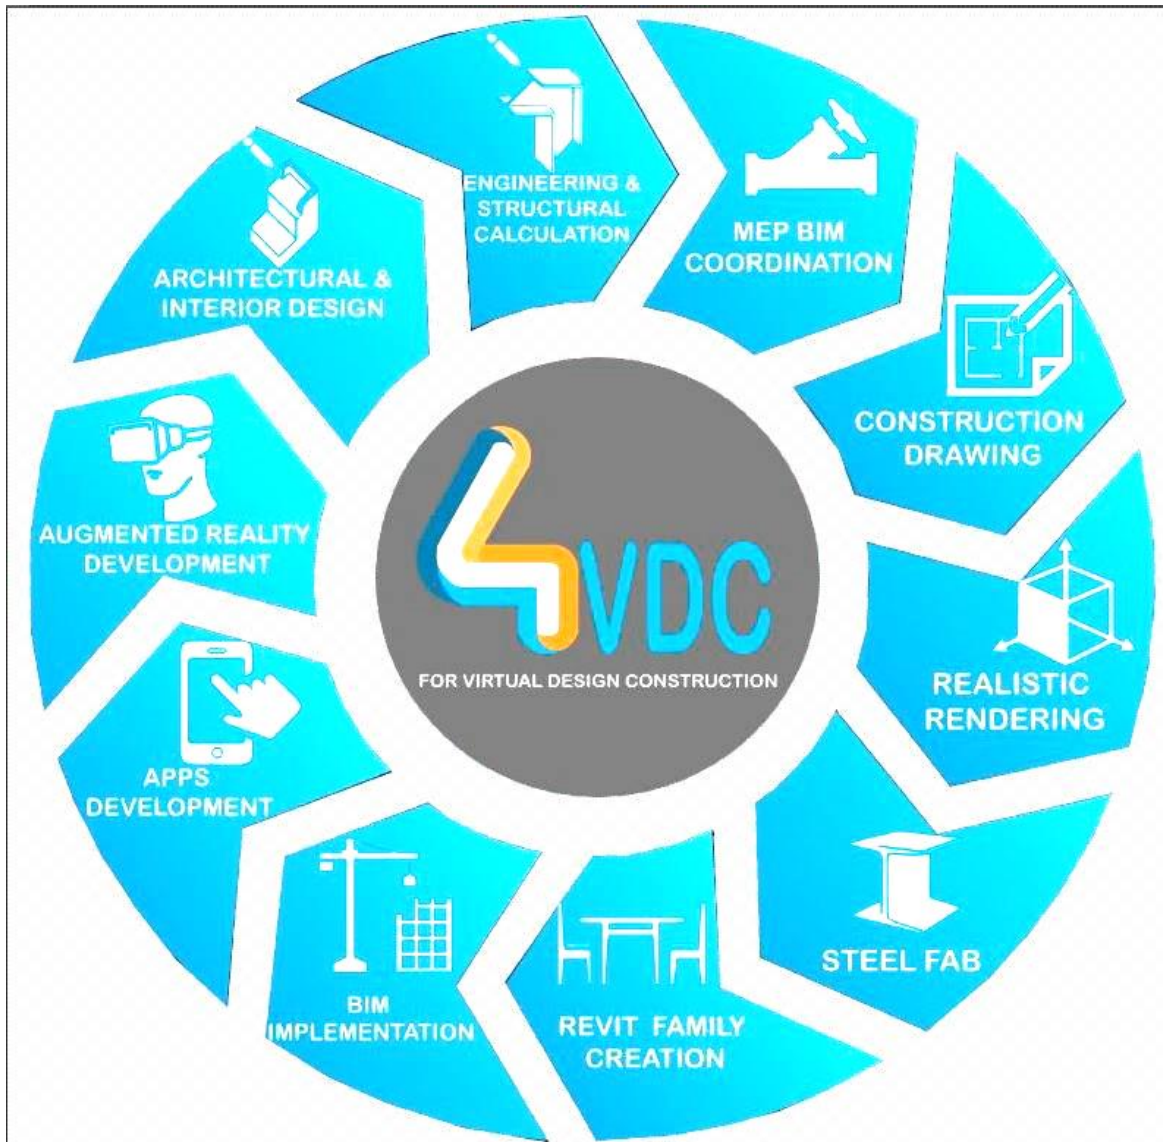 ENGINEERING &
STRUCTURAL
CALCULATION
MEP BIM
COORDINATION
CONSTRUCTION
DRAWING
REALISTIC
RENDERING
STEEL FAB
REVIT FAMILY
CREATION
BIM
IMPLEMENTATION
APPS
DEVELOPMENT
AUGMENTED REALITY
DEVELOPMENT
ARCHITECTURAL &
INTERIOR DESIGN
4VDC
FOR VIRTUAL DESIGN CONSTRUCTION